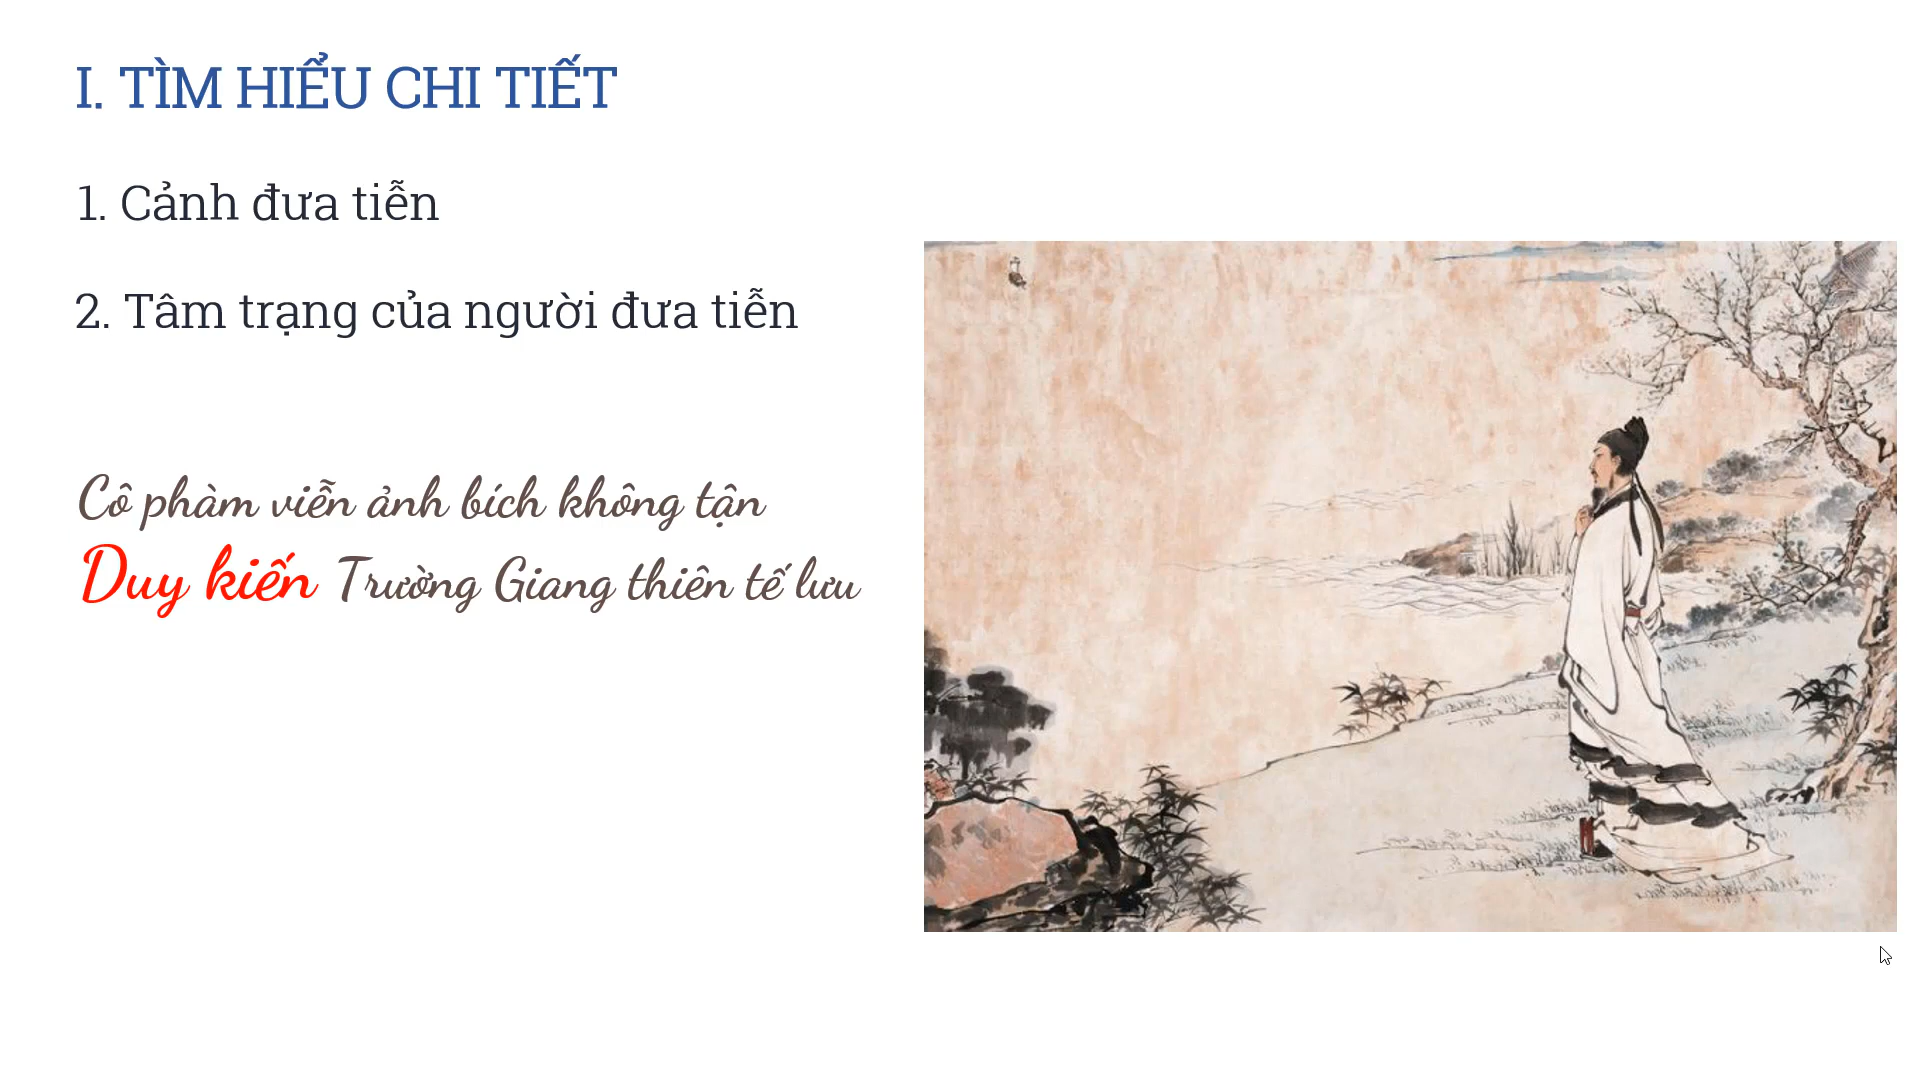 I. TÌM HIỂU CHI TIẾT
1. Cảnh đưa tiễn
2. Tâm trạng của người đưa tiễn
Cô phàm viễn ảnh bích không tận
Duy kiến Trường Giang thiên tế lưu